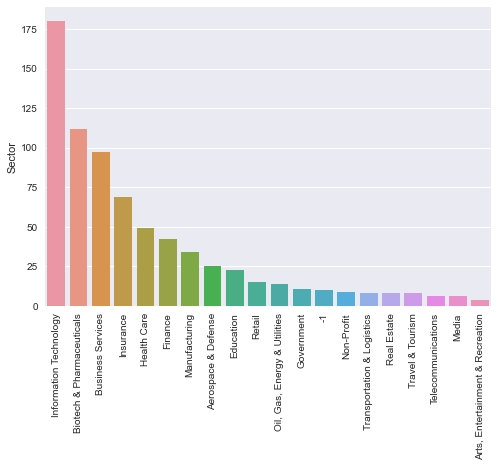 175
150
125
100
75
50
25
0
Sector
Information Technology
Biotech & Pharmaceuticals
Business Services
Insurance
Health Care
Finance
Manufacturing
Aerospace & Defense
Education
Retail
Oil, Gas, Energy & Utilities
Government
-1
Non-Profit
Transportation & Logistics
Real Estate
Travel & Tourism
Telecommunications
Media
Arts, Entertainment & Recreation